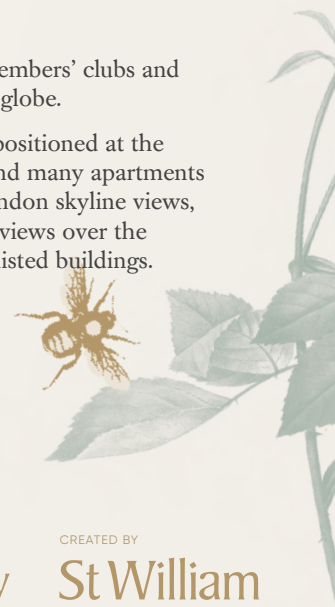 embers’ clubs and
globe.
positioned at the
nd many apartments
ndon skyline views,
views over the
listed buildings.
CREATED BY
y
St William